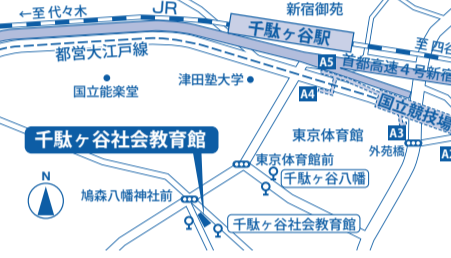 ←至 代々木
JR
新宿御苑
千駄ヶ谷駅
至 四谷
都営大江戸線
A5
首都高速4号新宿
国立能楽堂
津田塾大学
A4
国立競技場
A3
東京体育館
外苑橋
千駄ヶ谷社会教育館
東京体育館前
千駄ヶ谷八幡
N
鳩森八幡神社前
千駄ヶ谷社会教育館